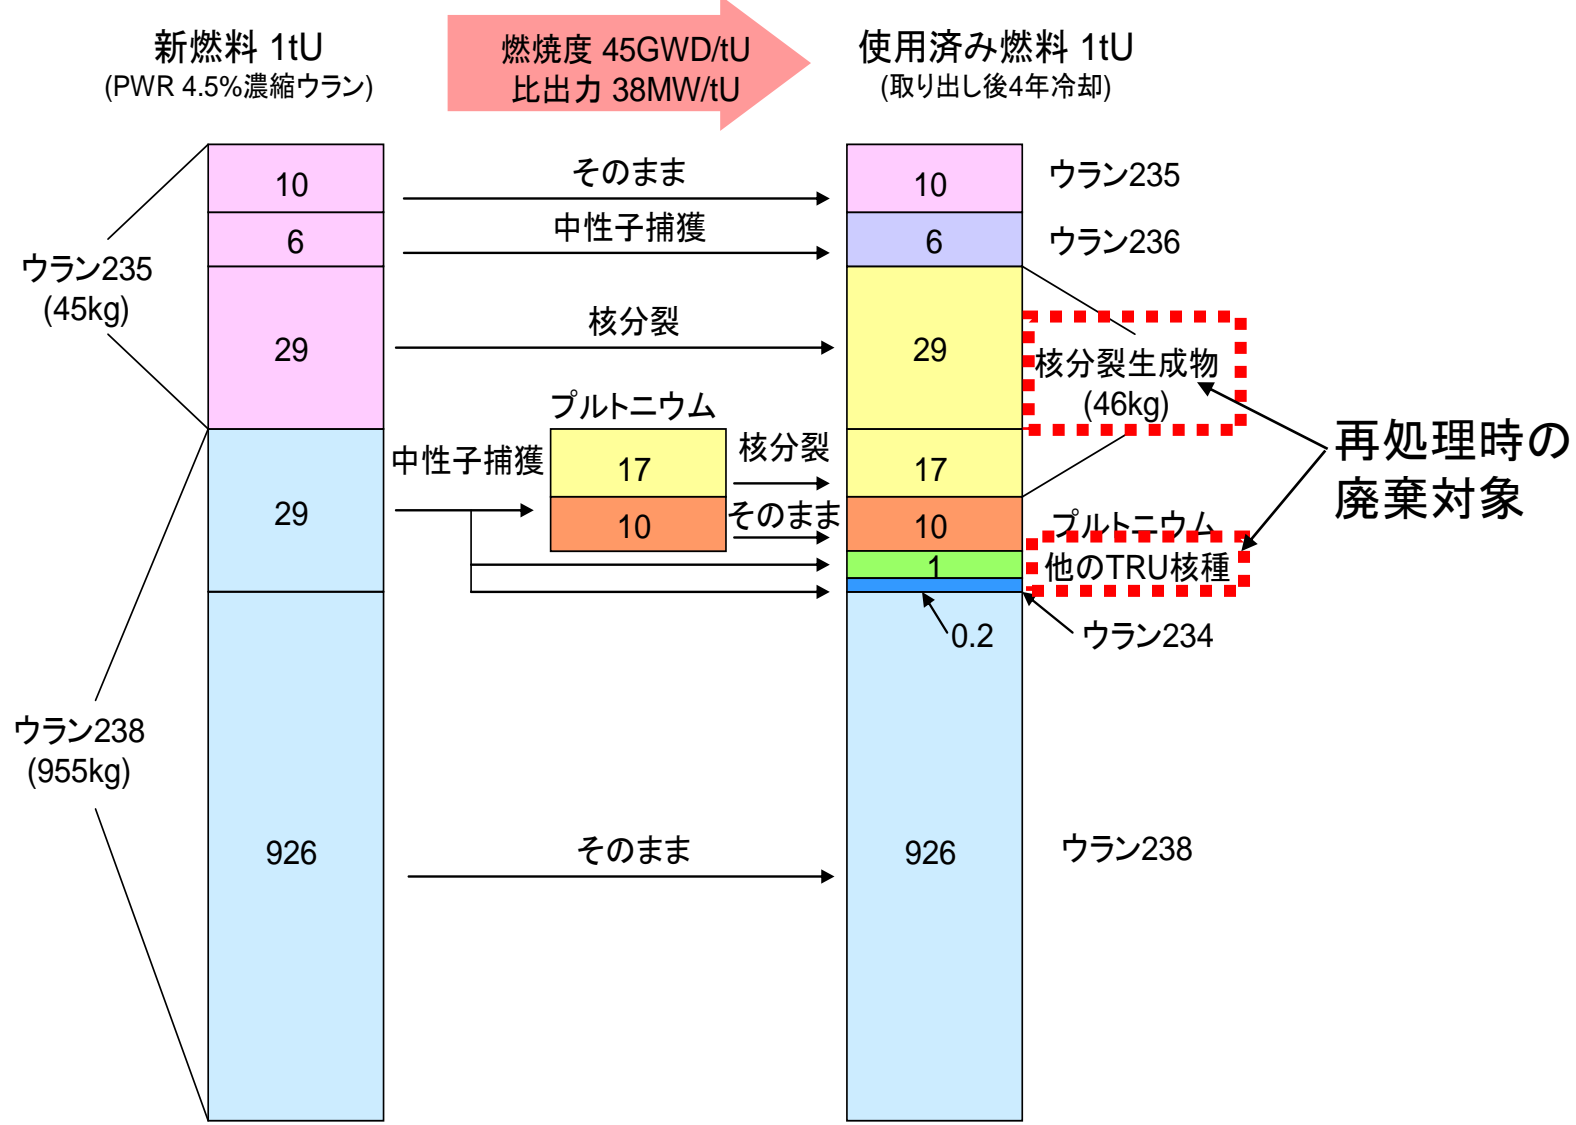 新燃料 1tU
(PWR 4.5%濃縮ウラン)
燃焼度 45GWD/tU
比出力 38MW/tU
使用済み燃料 1tU
(取り出し後4年冷却)
10
そのまま
10
ウラン235
6
中性子捕獲
6
ウラン236
ウラン235
(45kg)
29
核分裂
29
核分裂生成物
(46kg)
プルトニウム
中性子捕獲
17
核分裂
17
再処理時の
廃棄対象
29
10
そのまま
10
プルトニウム
1
他のTRU核種
0.2
ウラン234
ウラン238
(955kg)
926
そのまま
926
ウラン238